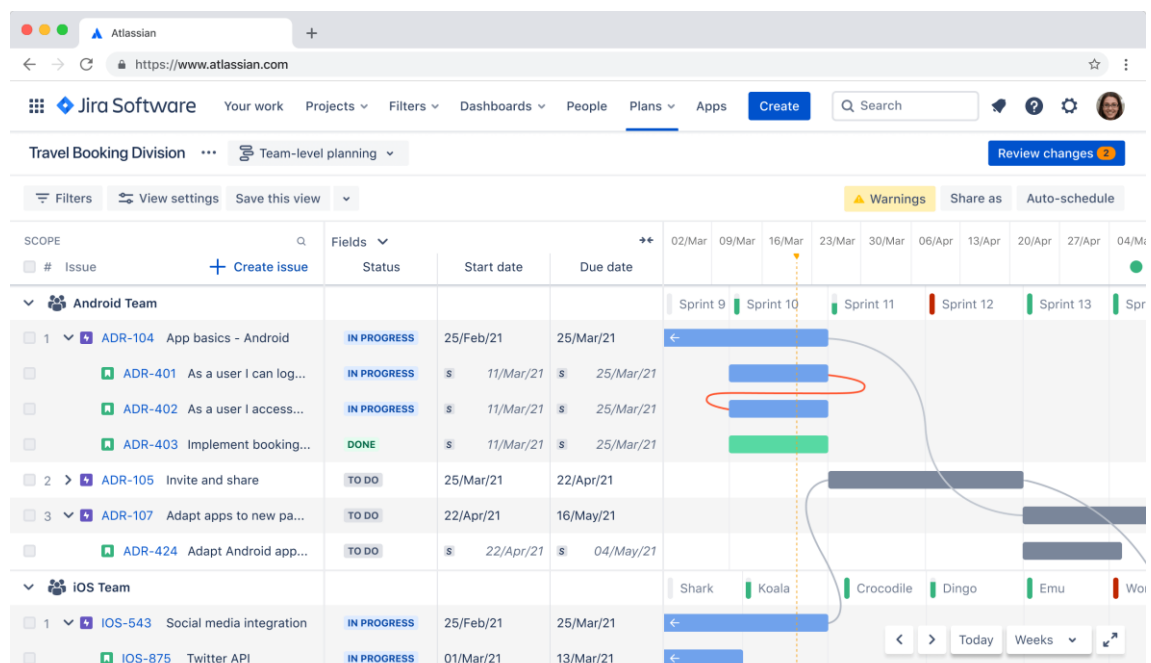 Atlassian
https://www.atlassian.com
Jira Software Your work Projects Filters Dashboards People Plans Apps Create Search
Travel Booking Division ••• Team-level planning Review changes 2
Filters View settings Save this view Warnings Share as Auto-schedule
SCOPE Fields 02/Mar 09/Mar 16/Mar 23/Mar 30/Mar 06/Apr 13/Apr 20/Apr 27/Apr 04/Ma
# Issue + Create issue Status Start date Due date
Android Team Sprint 9 Sprint 10 Sprint 11 Sprint 12 Sprint 13 Spr
1 ADR-104 App basics - Android IN PROGRESS 25/Feb/21 25/Mar/21
ADR-401 As a user I can log... IN PROGRESS S 11/Mar/21 S 25/Mar/21
ADR-402 As a user I access... IN PROGRESS S 11/Mar/21 S 25/Mar/21
ADR-403 Implement booking... DONE S 11/Mar/21 S 25/Mar/21
2 ADR-105 Invite and share TO DO 25/Mar/21 22/Apr/21
3 ADR-107 Adapt apps to new pa... TO DO 22/Apr/21 16/May/21
ADR-424 Adapt Android app... TO DO S 22/Apr/21 S 04/May/21
iOS Team Shark Koala Crocodile Dingo Emu Wo
1 IOS-543 Social media integration IN PROGRESS 25/Feb/21 25/Mar/21
Today Weeks
IOS-875 Twitter API IN PROGRESS 01/Mar/21 13/Mar/21